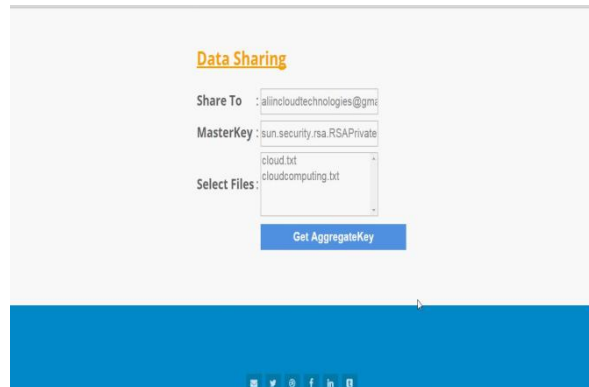 Data Sharing
Share To : aliincloudtechnologies@gma
MasterKey : sun.security.rsa.RSAPrivate
Select Files : cloud.txt
cloudcomputing.txt
Get AggregateKey